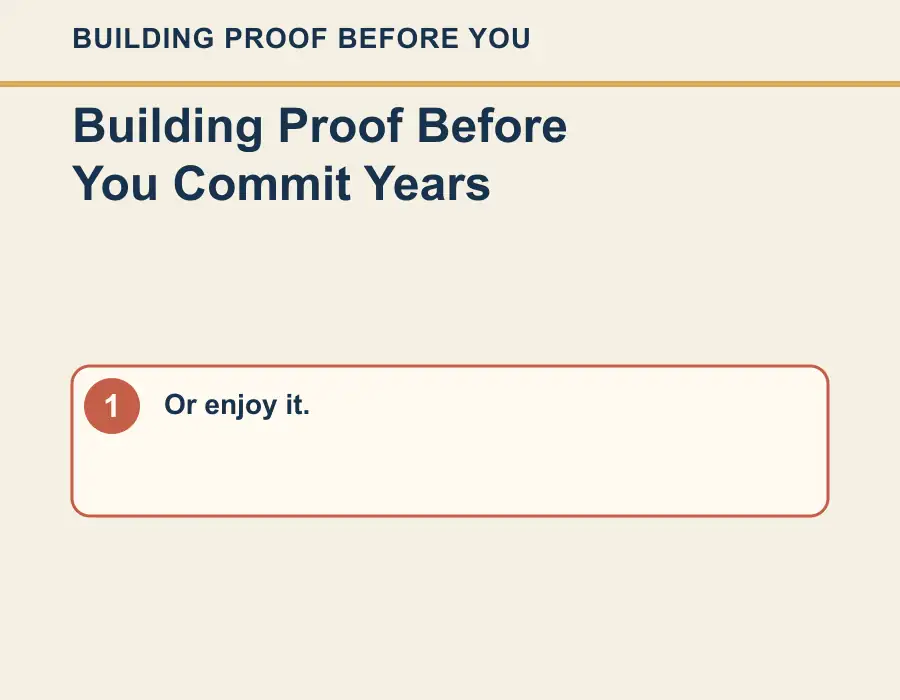 BUILDING PROOF BEFORE YOU
Building Proof Before
You Commit Years
1
Or enjoy it.